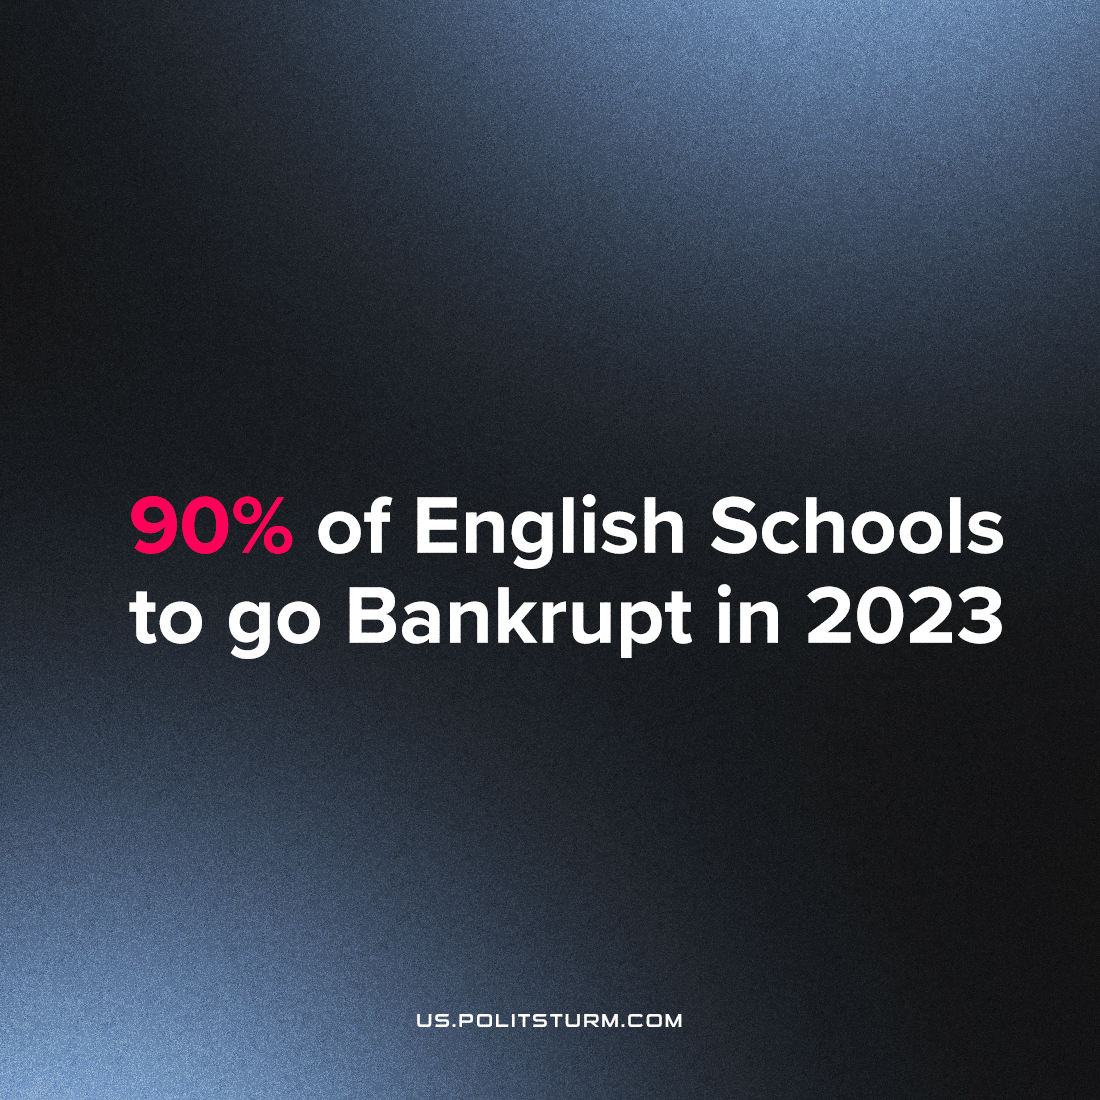 90% of English Schools
to go Bankrupt in 2023
US.POLITSTURM.COM